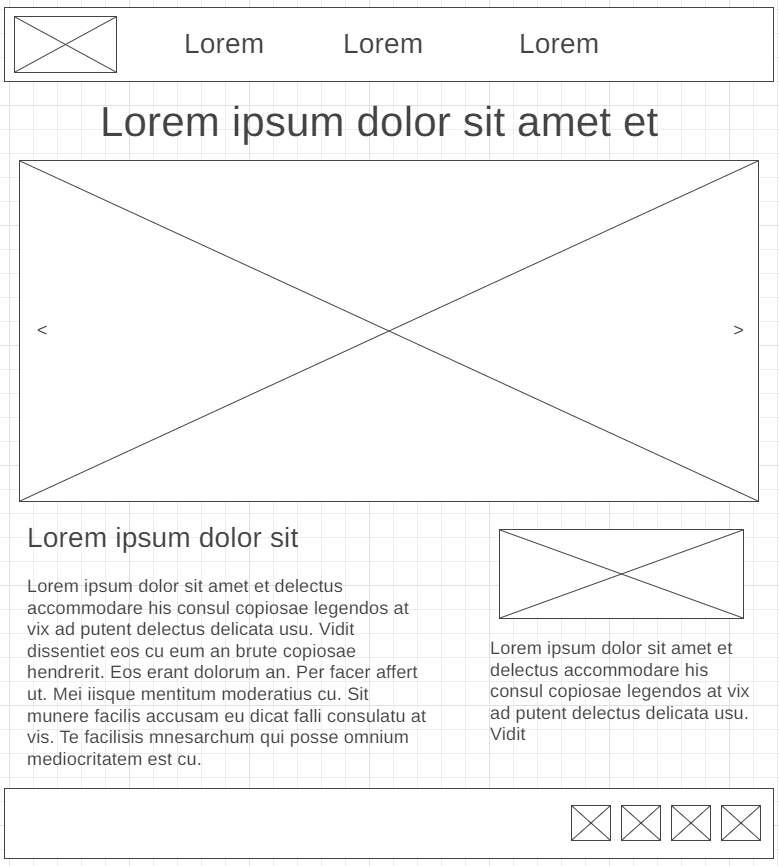 Lorem Lorem Lorem
Lorem ipsum dolor sit amet et
< >
Lorem ipsum dolor sit
Lorem ipsum dolor sit amet et delectus
accommodare his consul copiosae legendos at
vix ad putent delectus delicata usu. Vidit
dissentiet eos cu eum an brute copiosae
hendrerit. Eos erant dolorum an. Per facer affert
ut. Mei iisque mentitum moderatius cu. Sit
munere facilis accusam eu dicat falli consulatu at
vis. Te facilisis mnesarchum qui posse omnium
mediocritatem est cu.
Lorem ipsum dolor sit amet et
delectus accommodare his
consul copiosae legendos at vix
ad putent delectus delicata usu.
Vidit